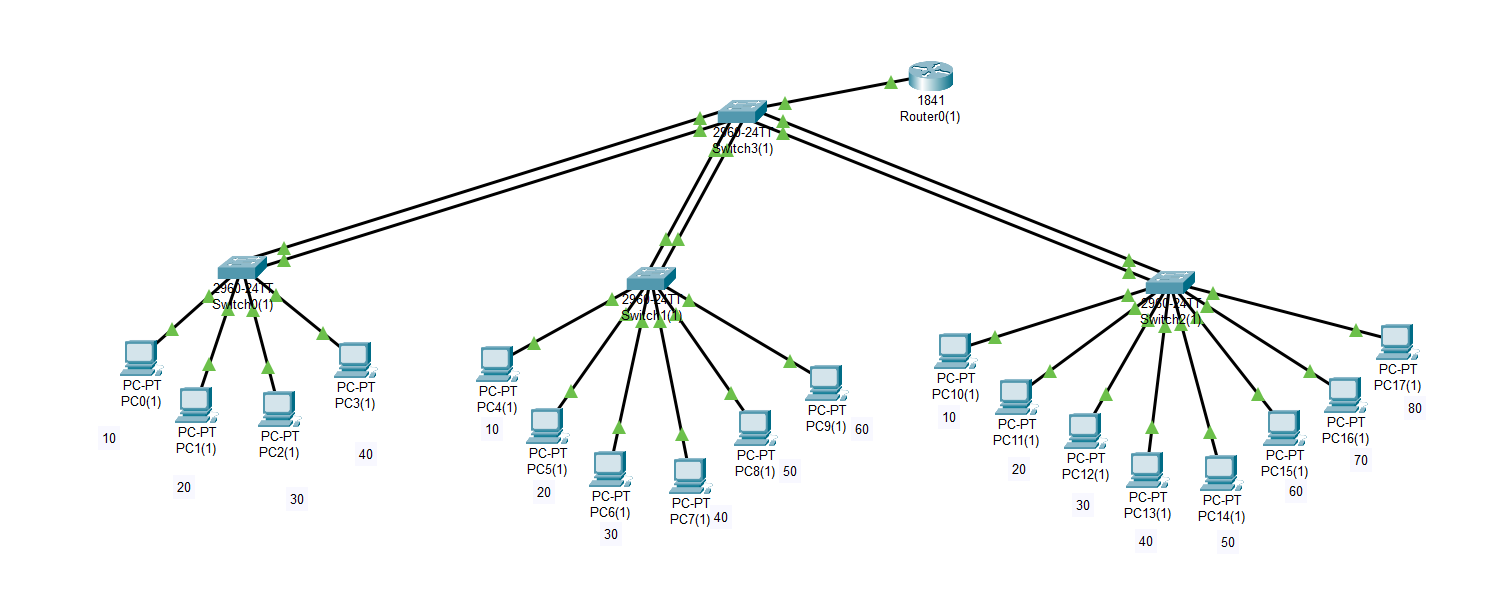 1841
Router0(1)
2960-24TT
Switch3(1)
2960-24TT
Switch0(1)
2960-24TT
Switch1(1)
2960-24TT
Switch2(1)
PC-PT
PC0(1)
10
PC-PT
PC1(1)
20
PC-PT
PC2(1)
30
PC-PT
PC3(1)
40
PC-PT
PC4(1)
10
PC-PT
PC5(1)
20
PC-PT
PC6(1)
30
PC-PT
PC7(1)
40
PC-PT
PC8(1)
50
PC-PT
PC9(1)
60
PC-PT
PC10(1)
10
PC-PT
PC11(1)
20
PC-PT
PC12(1)
30
PC-PT
PC13(1)
40
PC-PT
PC14(1)
50
PC-PT
PC15(1)
60
PC-PT
PC16(1)
70
PC-PT
PC17(1)
80